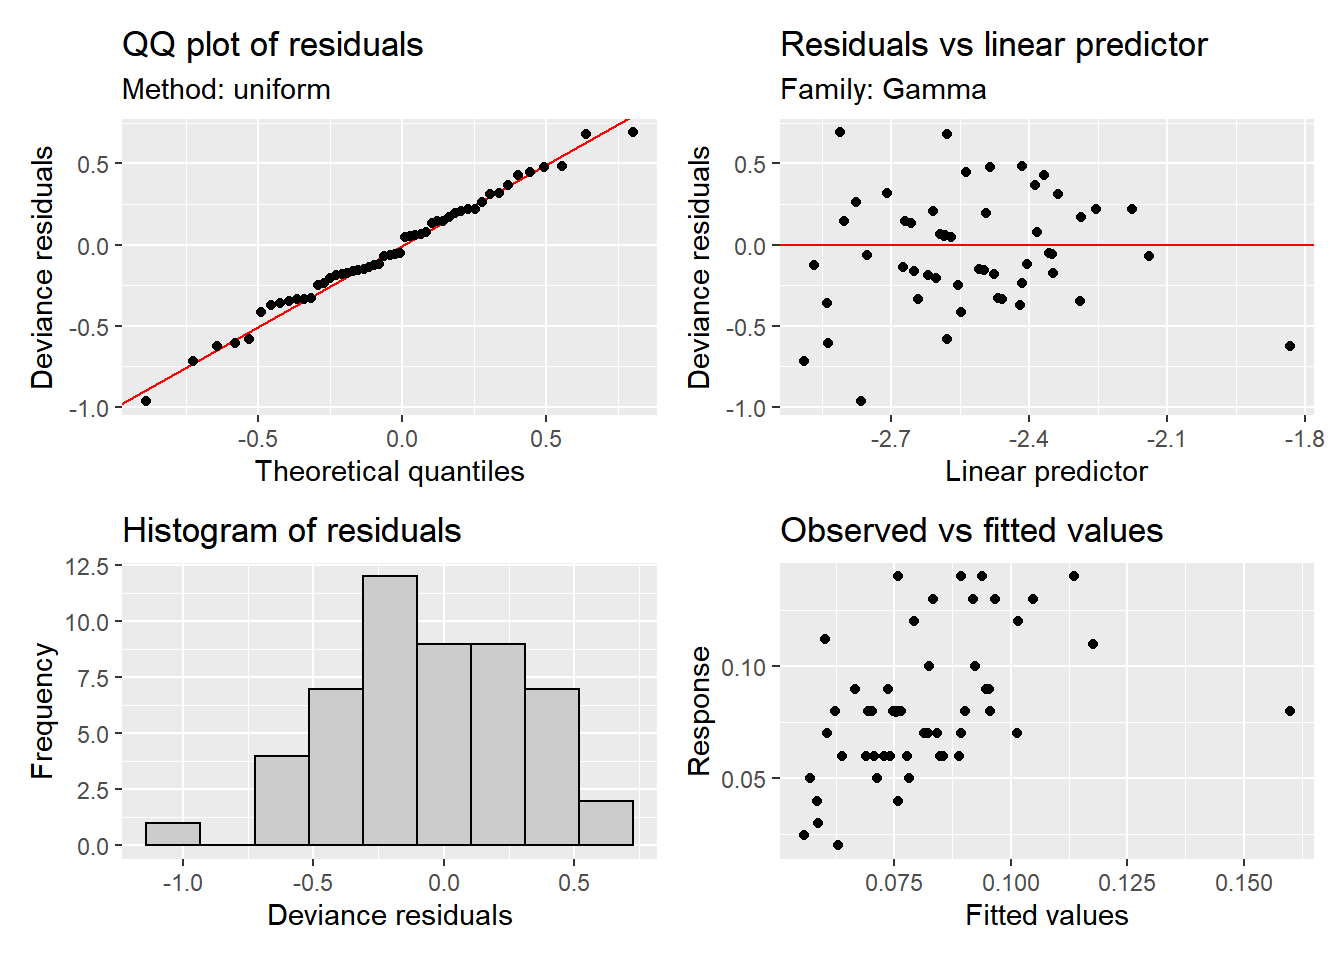 QQ plot of residuals
Method: uniform
Deviance residuals
0.5
0.0
-0.5
-1.0
-0.5 0.0 0.5
Theoretical quantiles
Residuals vs linear predictor
Family: Gamma
Deviance residuals
0.5
0.0
-0.5
-1.0
-2.7 -2.4 -2.1 -1.8
Linear predictor
Histogram of residuals
Frequency
12.5
10.0
7.5
5.0
2.5
0.0
-1.0 -0.5 0.0 0.5
Deviance residuals
Observed vs fitted values
Response
0.10
0.05
0.075 0.100 0.125 0.150
Fitted values